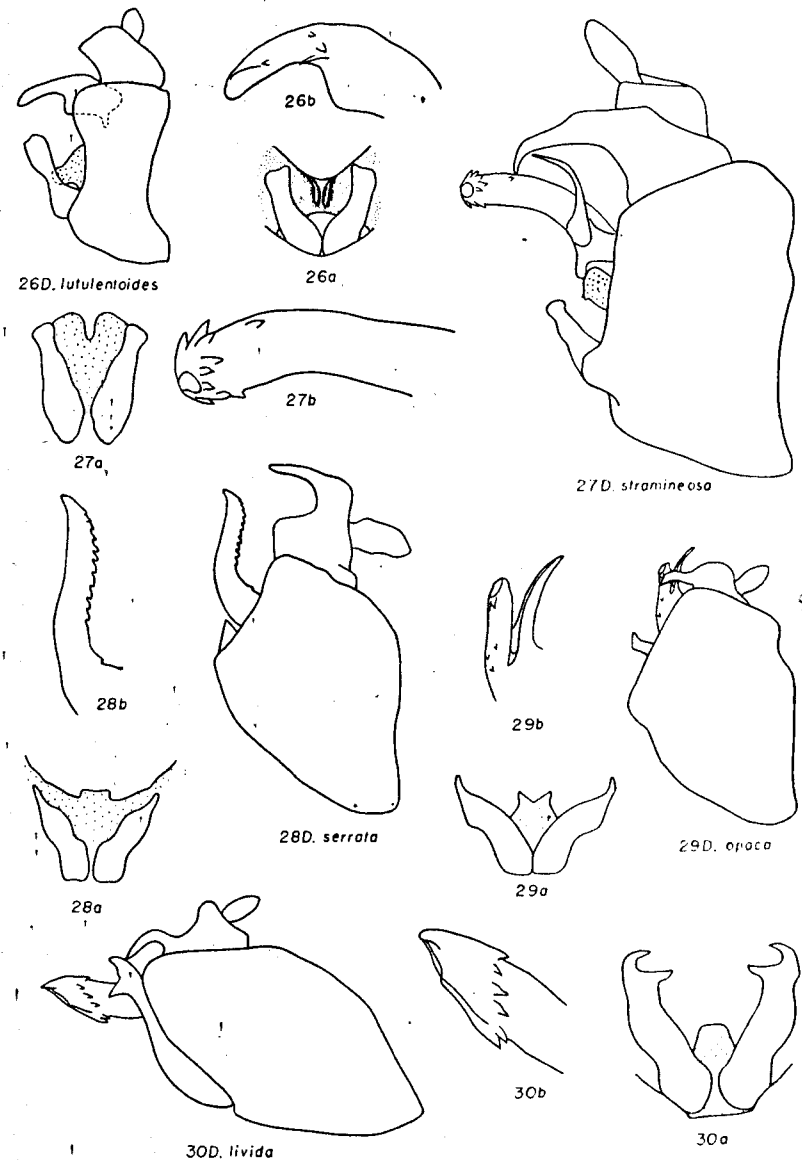 26b
26D. lutulentoides
26a
27a
27b
27D. stramineosa
28b
29b
28D. serrata
29D. opaca
28a
29a
30b
30D. livida
30a